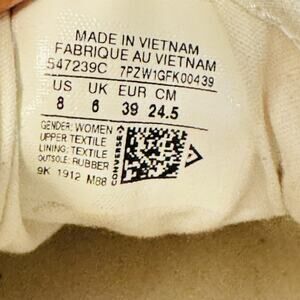 MADE IN VIETNAM
FABRIQUE AU VIETNAM
547239C 7PZW1GFK00439
US UK EUR CM
8 6 39 24.5
GENDER: WOMEN
UPPER TEXTILE
LINING: TEXTILE
OUTSOLE: RUBBER
9K 1912 M88
CONVERSE